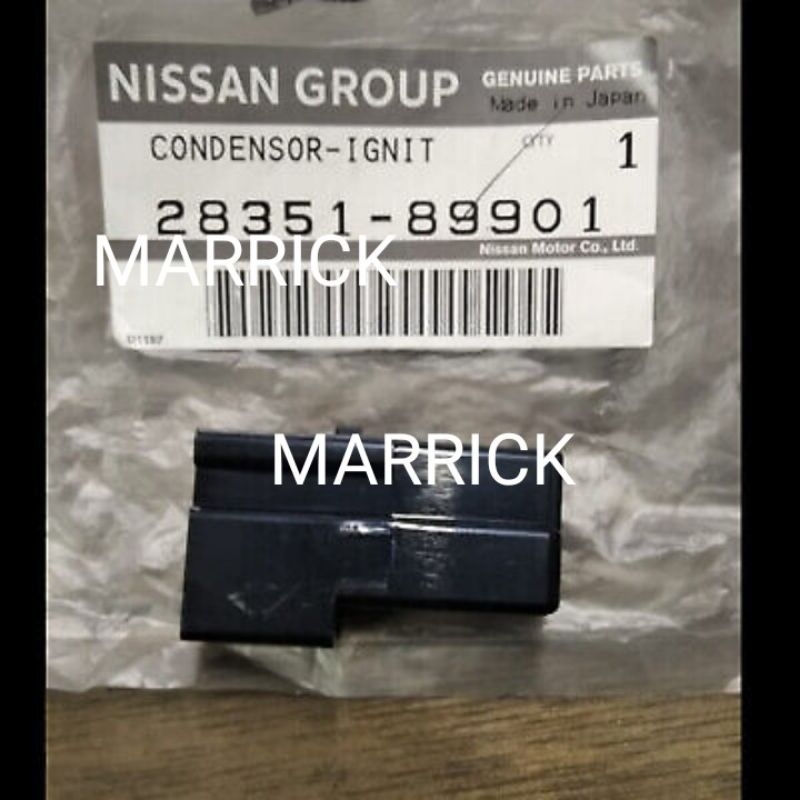 NISSAN GROUP
GENUINE PARTS
Made in Japan
CONDENSOR-IGNIT
QTY
1
28351-89901
Nissan Motor Co., Ltd.
MARRICK
MARRICK